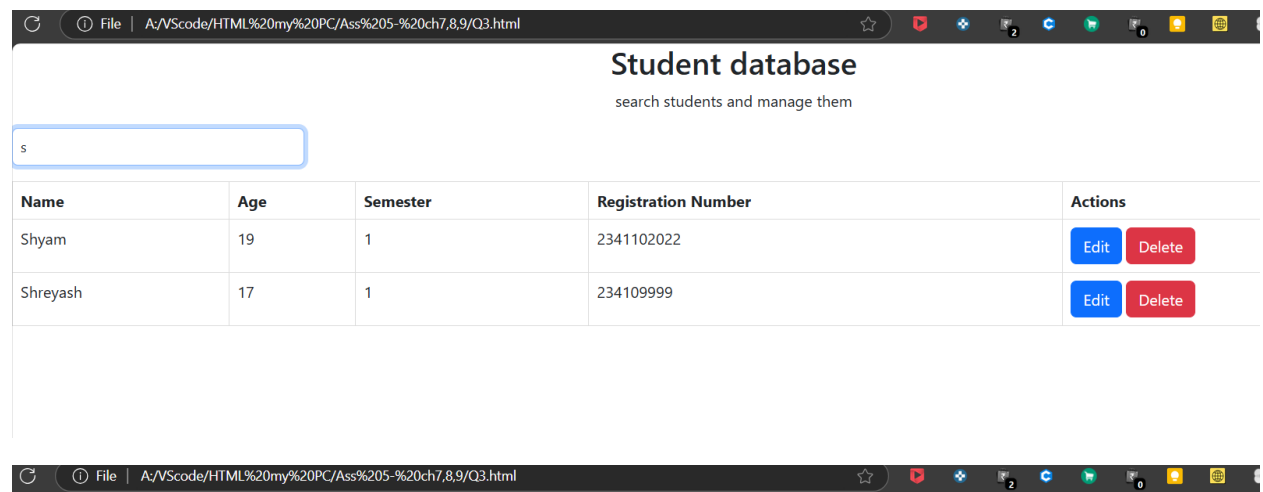 File | A:/VScode/HTML%20my%20PC/Ass%205-%20ch7,8,9/Q3.html
2 0
Student database
search students and manage them
s
Name Age Semester Registration Number Actions
Shyam 19 1 2341102022 Edit Delete
Shreyash 17 1 234109999 Edit Delete
File | A:/VScode/HTML%20my%20PC/Ass%205-%20ch7,8,9/Q3.html
2 0